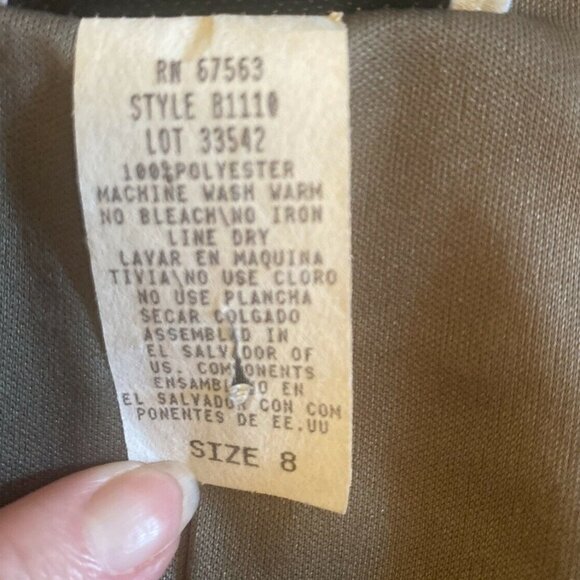 RN 67563
STYLE B1110
LOT 33542
100%POLYESTER
MACHINE WASH WARM
NO BLEACH\NO IRON
LINE DRY
LAVAR EN MAQUINA
TIVIA\NO USE CLORO
NO USE PLANCHA
SECAR COLGADO
ASSEMBLED IN
EL SALVADOR OF
US. COMPONENTS
ENSAMBLADO EN
EL SALVADOR CON COM
PONENTES DE EE.UU
SIZE 8